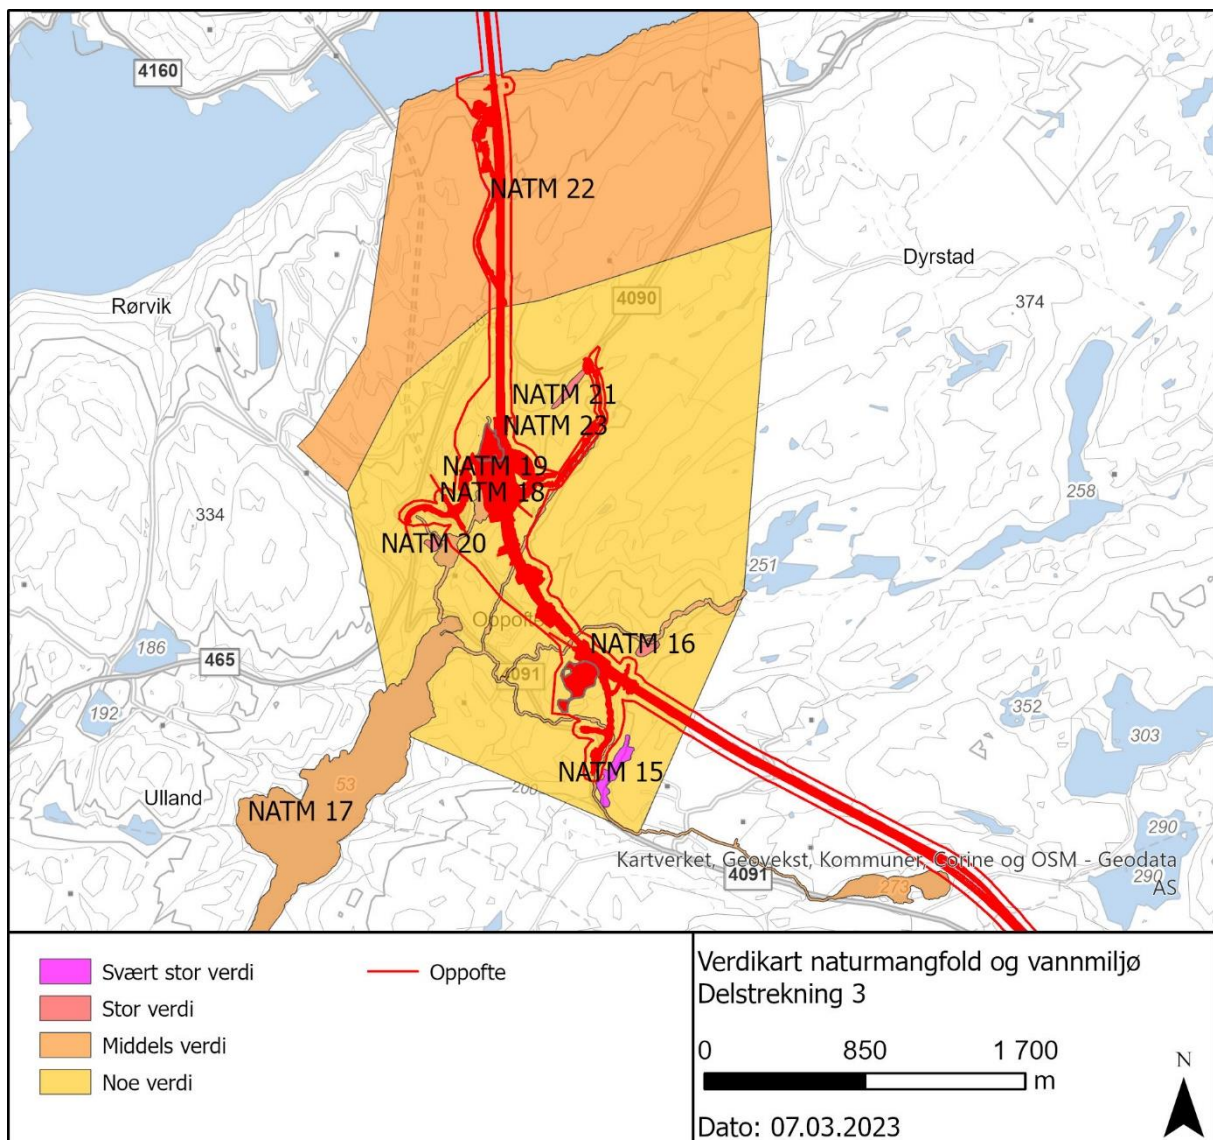 4160
NATM 22
Dyrstad
4090
Rørvik
374
334
NATM 21
NATM 23
NATM 19
NATM 18
258
NATM 20
251
Oppofte
186
465
NATM 16
4091
192
352
303
53
NATM 15
200
Ulland
NATM 17
290
Kartverket, Geovekst, Kommuner, Corine og OSM - Geodata
AS
4091
273
290
Svært stor verdi
Stor verdi
Middels verdi
Noe verdi
Oppofte
Verdikart naturmangfold og vannmiljø
Delstrekning 3
0 850 1 700
m
Dato: 07.03.2023
N